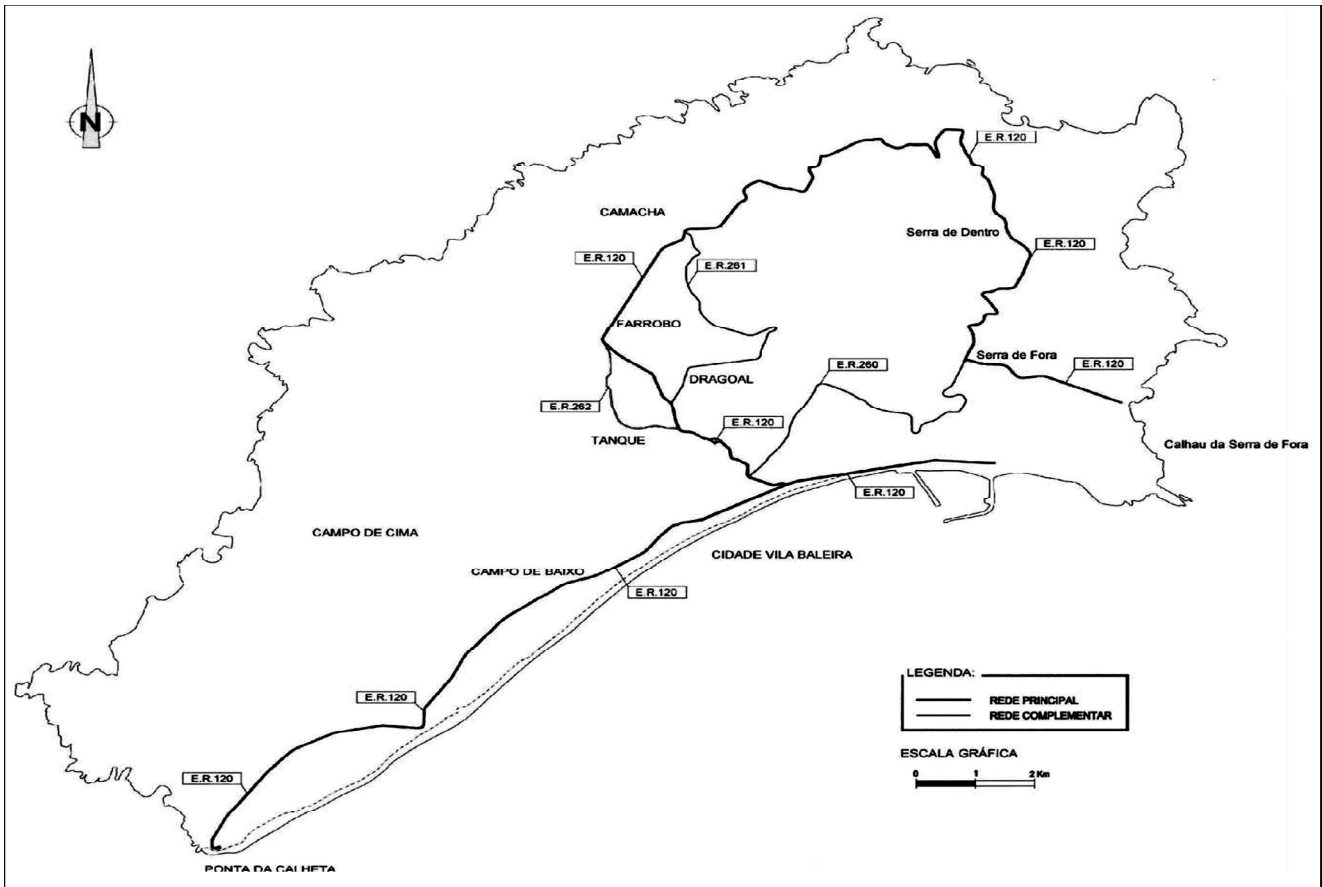 N
E.R.120
CAMACHA
Serra de Dentro
E.R.120
E.R.120
E.R.261
FARROBO
Serra de Fora
E.R.120
E.R.260
DRAGOAL
E.R.262
E.R.120
TANQUE
Calhau da Serra de Fora
E.R.120
CAMPO DE CIMA
CIDADE VILA BALEIRA
CAMPO DE BAIXO
E.R.120
LEGENDA:
REDE PRINCIPAL
REDE COMPLEMENTAR
E.R.120
ESCALA GRÁFICA
0 1 2 Km
E.R.120
PONTA DA CALHETA